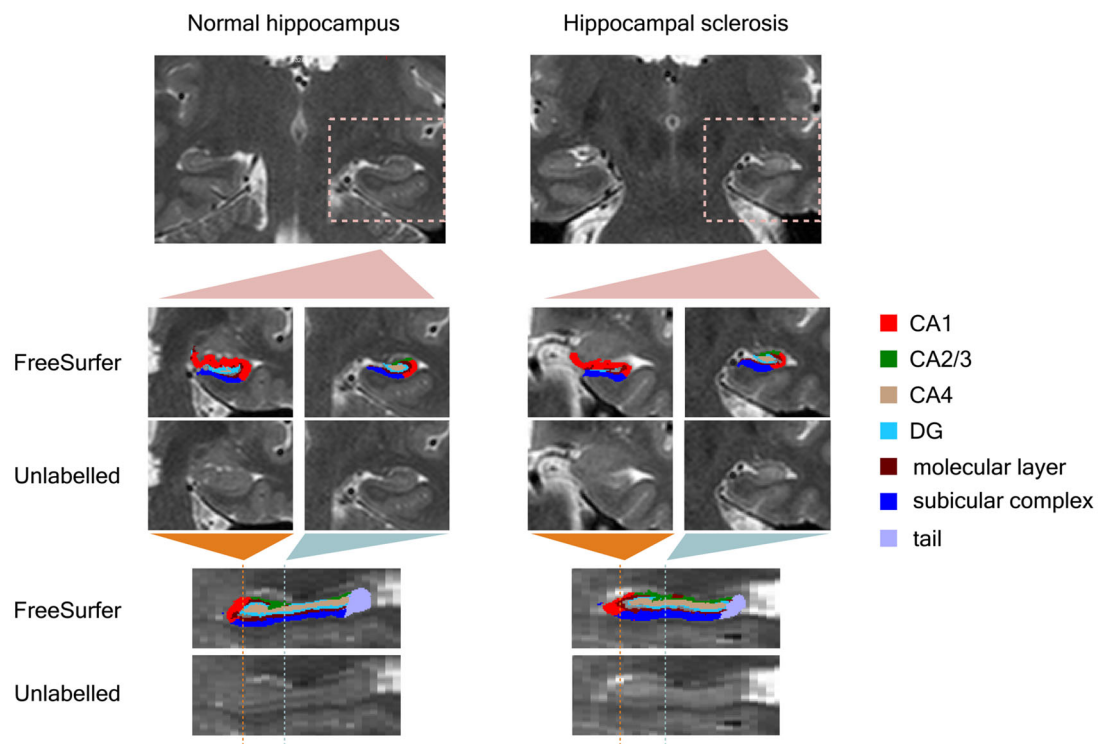 Normal hippocampus
Hippocampal sclerosis
FreeSurfer
Unlabelled
CA1
CA2/3
CA4
DG
molecular layer
subicular complex
tail
FreeSurfer
Unlabelled